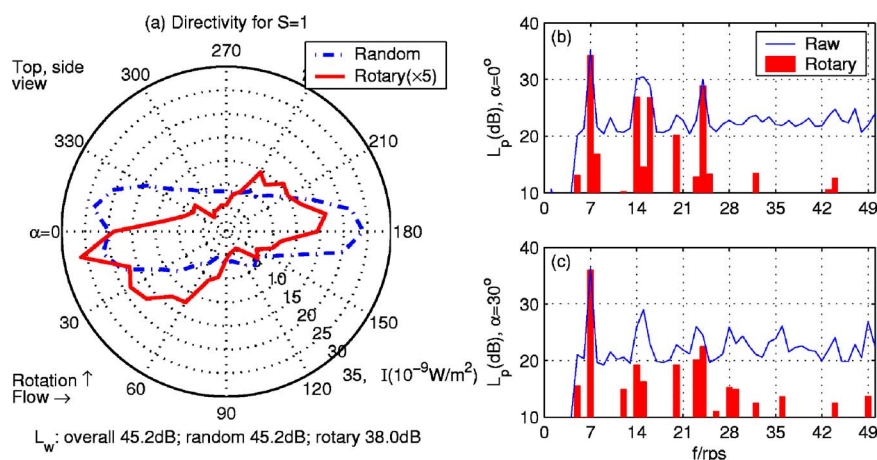 (a) Directivity for S=1
Top, side
view
Random
Rotary(×5)
270
300
330
α=0
30
60
90
120
150
180
210
10
15
20
25
30
35, I(10⁻⁹W/m²)
Rotation ↑
Flow →
L_w: overall 45.2dB; random 45.2dB; rotary 38.0dB
(b)
Raw
Rotary
L_p(dB), α=0°
40
30
20
10
0 7 14 21 28 35 42 49
(c)
L_p(dB), α=30°
40
30
20
10
0 7 14 21 28 35 42 49
f/rps